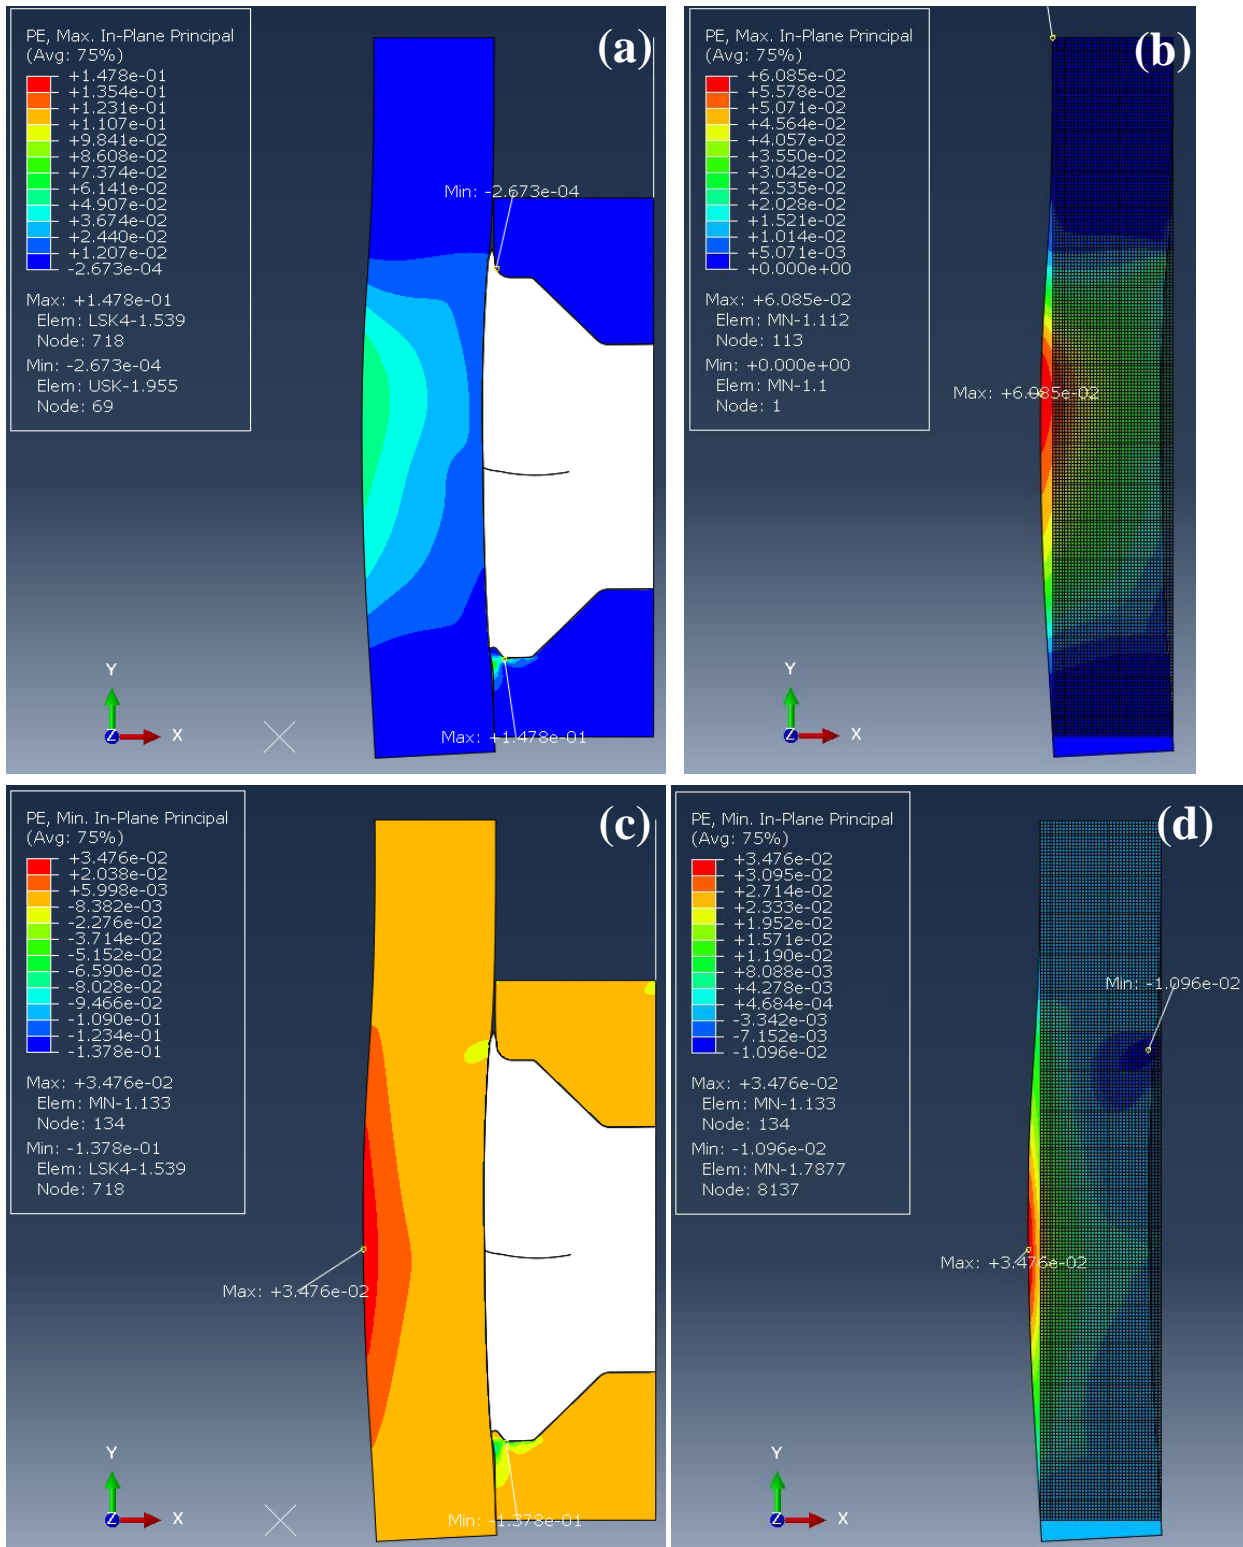 PE, Max. In-Plane Principal
(Avg: 75%)
+1.478e-01
+1.354e-01
+1.231e-01
+1.107e-01
+9.841e-02
+8.608e-02
+7.374e-02
+6.141e-02
+4.907e-02
+3.674e-02
+2.440e-02
+1.207e-02
-2.673e-04
Max: +1.478e-01
Elem: LSK4-1.539
Node: 718
Min: -2.673e-04
Elem: USK-1.955
Node: 69
(a)
Min: -2.673e-04
Max: +1.478e-01
Y
Z
X
PE, Max. In-Plane Principal
(Avg: 75%)
+6.085e-02
+5.578e-02
+5.071e-02
+4.564e-02
+4.057e-02
+3.550e-02
+3.042e-02
+2.535e-02
+2.028e-02
+1.521e-02
+1.014e-02
+5.071e-03
+0.000e+00
Max: +6.085e-02
Elem: MN-1.112
Node: 113
Min: +0.000e+00
Elem: MN-1.1
Node: 1
(b)
Max: +6.085e-02
Y
Z
X
PE, Min. In-Plane Principal
(Avg: 75%)
+3.476e-02
+2.038e-02
+5.998e-03
-8.382e-03
-2.276e-02
-3.714e-02
-5.152e-02
-6.590e-02
-8.028e-02
-9.466e-02
-1.090e-01
-1.234e-01
-1.378e-01
Max: +3.476e-02
Elem: MN-1.133
Node: 134
Min: -1.378e-01
Elem: LSK4-1.539
Node: 718
(c)
Max: +3.476e-02
Min: -1.378e-01
Y
Z
X
PE, Min. In-Plane Principal
(Avg: 75%)
+3.476e-02
+3.095e-02
+2.714e-02
+2.333e-02
+1.952e-02
+1.571e-02
+1.190e-02
+8.088e-03
+4.278e-03
+4.684e-04
-3.342e-03
-7.152e-03
-1.096e-02
Max: +3.476e-02
Elem: MN-1.133
Node: 134
Min: -1.096e-02
Elem: MN-1.7877
Node: 8137
(d)
Min: -1.096e-02
Max: +3.476e-02
Y
Z
X